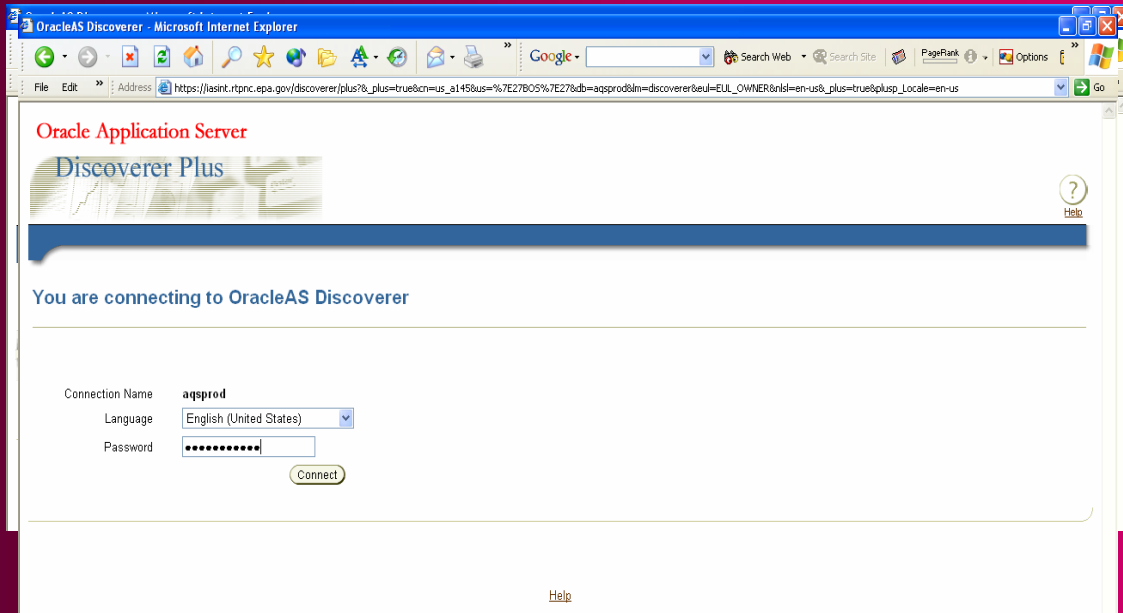 OracleAS Discoverer - Microsoft Internet Explorer
Google Search Web Search Site PageRank Options
File Edit Address https://iasint.rtpnc.epa.gov/discoverer/plus?&_plus=true&cn=us_a145&us=%7E27BO5%7E27&db=aqsprod&lm=discoverer&eul=EUL_OWNER&nlsl=en-us&_plus=true&plusp_Locale=en-us Go
Oracle Application Server
Discoverer Plus
Help
You are connecting to OracleAS Discoverer
Connection Name aqsprod
Language English (United States)
Password •••••••••••
Connect
Help